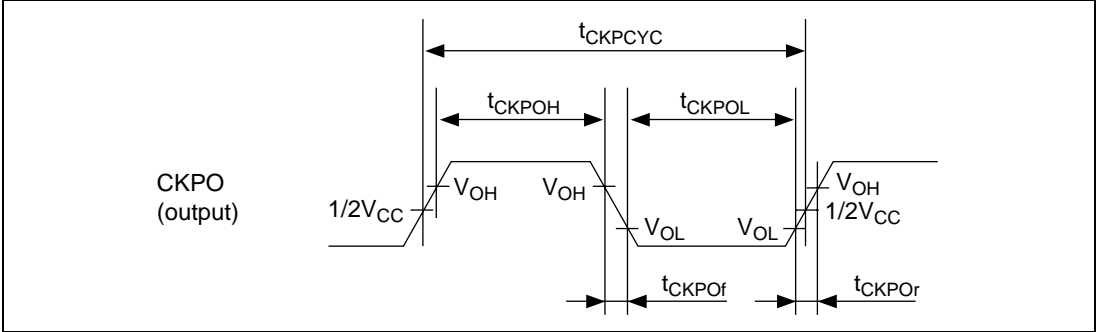 tCKPCYC
tCKPOH
tCKPOL
CKPO
(output)
VOH
VOH
VOH
1/2VCC
1/2VCC
VOL
VOL
tCKPOf
tCKPOr